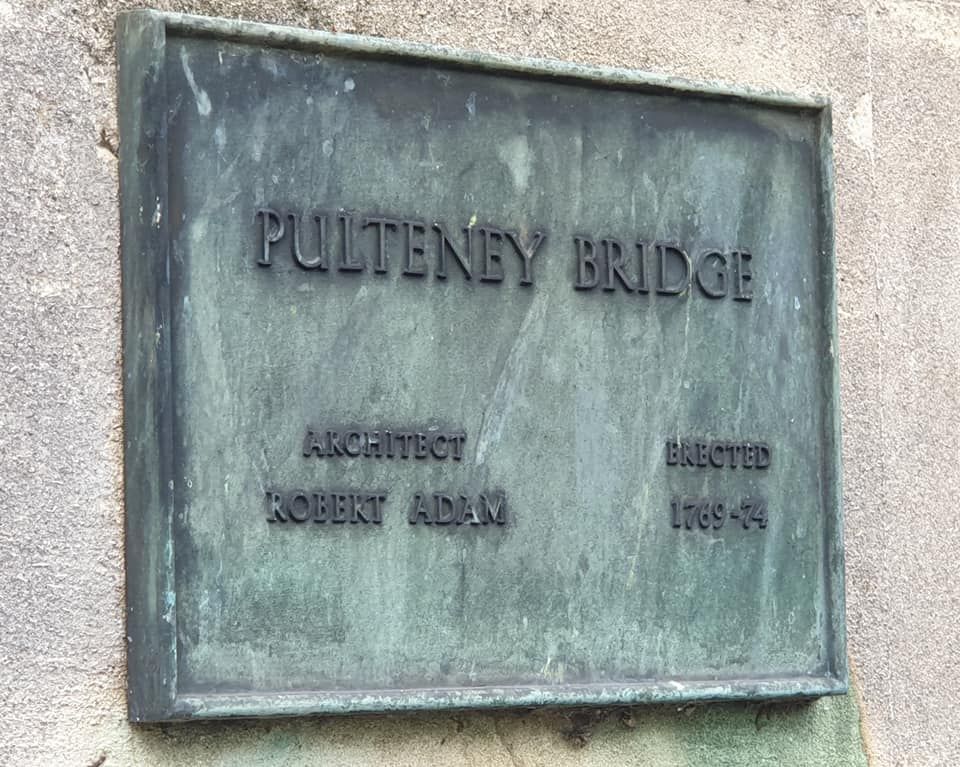 PULTENEY BRIDGE
ARCHITECT
ROBERT ADAM
ERECTED
1769-74